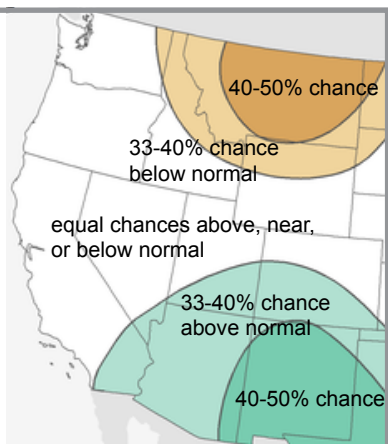 40-50% chance
33-40% chance
below normal
equal chances above, near,
or below normal
33-40% chance
above normal
40-50% chance